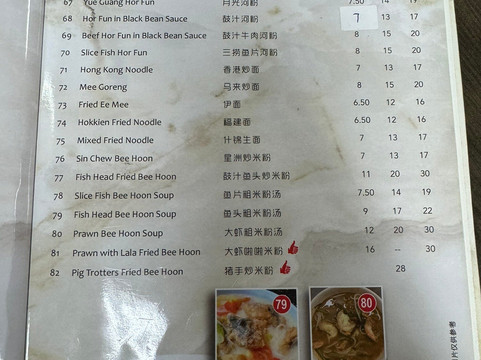 67 Yue Guang Hor Fun 月光河粉 7.50 14
68 Hor Fun in Black Bean Sauce 鼓汁河粉 7 13 17
69 Beef Hor Fun in Black Bean Sauce 鼓汁牛肉河粉 8 15 20
70 Slice Fish Hor Fun 三捞鱼片河粉 8 15 20
71 Hong Kong Noodle 香港炒面 7 13 17
72 Mee Goreng 马来炒面 8 15 20
73 Fried Ee Mee 伊面 6.50 12 16
74 Hokkien Fried Noodle 福建面 6.50 12 16
75 Mixed Fried Noodle 什锦生面 7 13 17
76 Sin Chew Bee Hoon 星洲炒米粉 7 13 17
77 Fish Head Fried Bee Hoon 鼓汁鱼头炒米粉 11 20 30
78 Slice Fish Bee Hoon Soup 鱼片粗米粉汤 7.50 14 19
79 Fish Head Bee Hoon Soup 鱼头粗米粉汤 9 17 22
80 Prawn Bee Hoon Soup 大虾粗米粉汤 12 20 30
81 Prawn with Lala Fried Bee Hoon 大虾啦啦米粉 16 -- 30
82 Pig Trotters Fried Bee Hoon 猪手炒米粉 28
79
80
片仅供参考